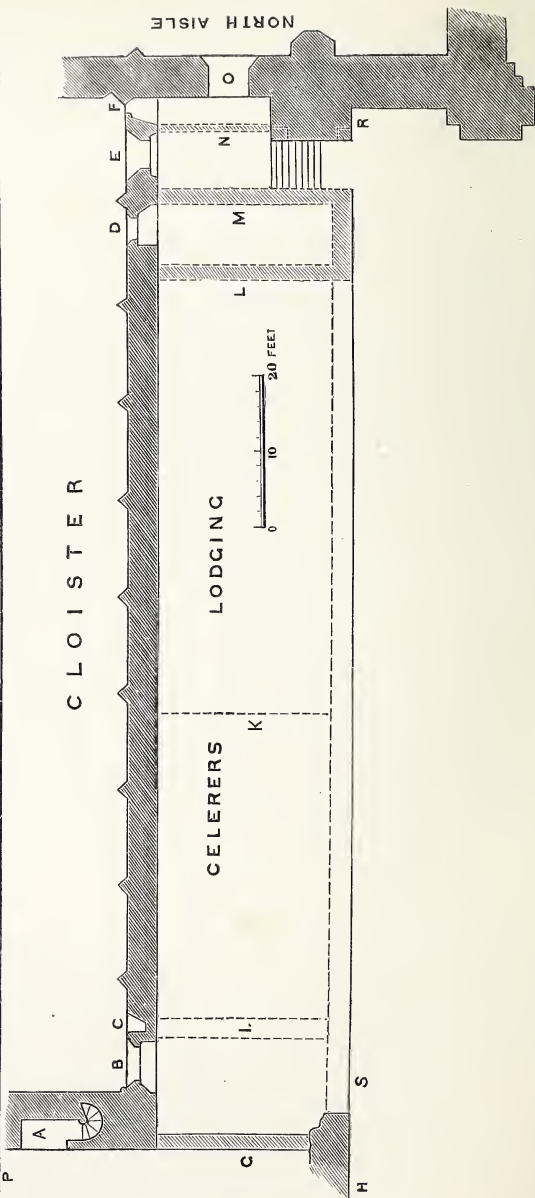 P
A
CLOISTER
B C D E F
NORTH AISLE
O
CELERERS LODGING
G I. K L M N
0 10 20 FEET
H S R